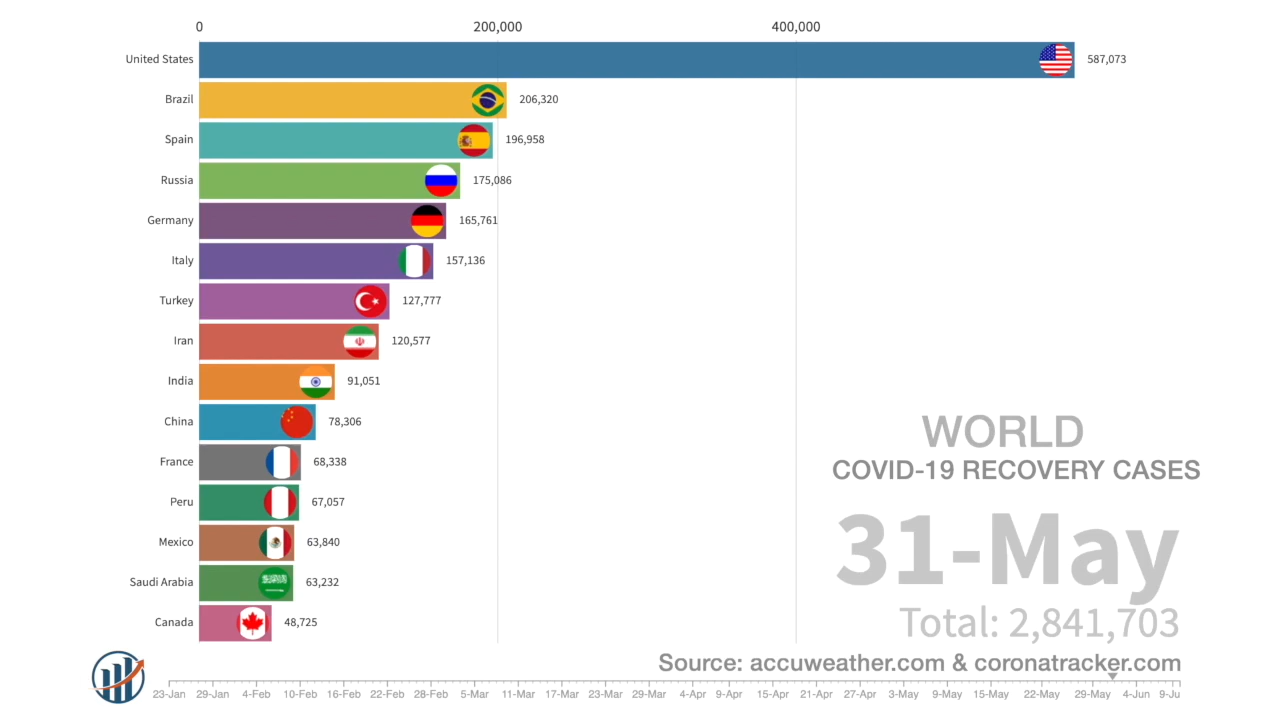 0 200,000 400,000
United States 587,073
Brazil 206,320
Spain 196,958
Russia 175,086
Germany 165,761
Italy 157,136
Turkey 127,777
Iran 120,577
India 91,051
China 78,306
France 68,338
Peru 67,057
Mexico 63,840
Saudi Arabia 63,232
Canada 48,725
WORLD
COVID-19 RECOVERY CASES
31-May
Total: 2,841,703
Source: accuweather.com & coronatracker.com
23-Jan 29-Jan 4-Feb 10-Feb 16-Feb 22-Feb 28-Feb 5-Mar 11-Mar 17-Mar 23-Mar 29-Mar 4-Apr 9-Apr 15-Apr 21-Apr 27-Apr 3-May 9-May 15-May 22-May 29-May 4-Jun 9-Ju